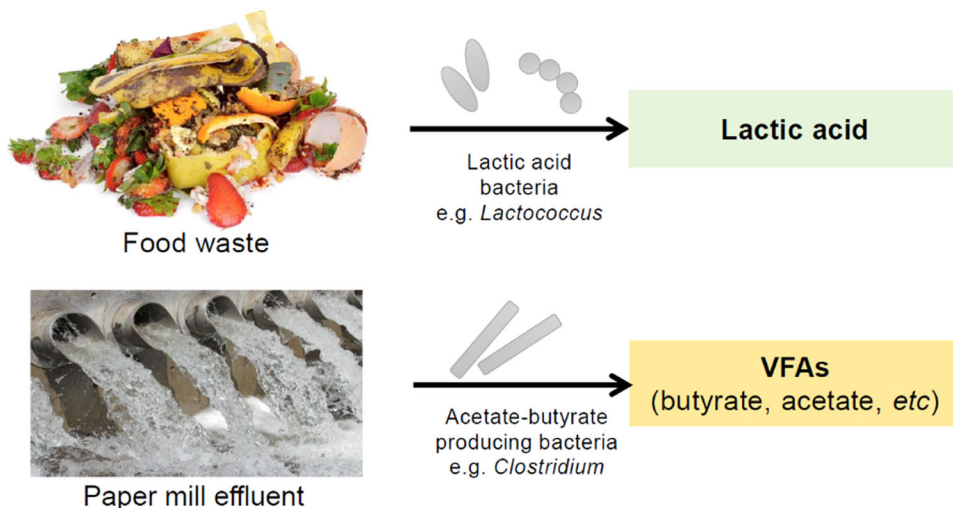 Food waste
Lactic acid
bacteria
e.g. Lactococcus
Lactic acid
Paper mill effluent
Acetate-butyrate
producing bacteria
e.g. Clostridium
VFAs
(butyrate, acetate, etc)